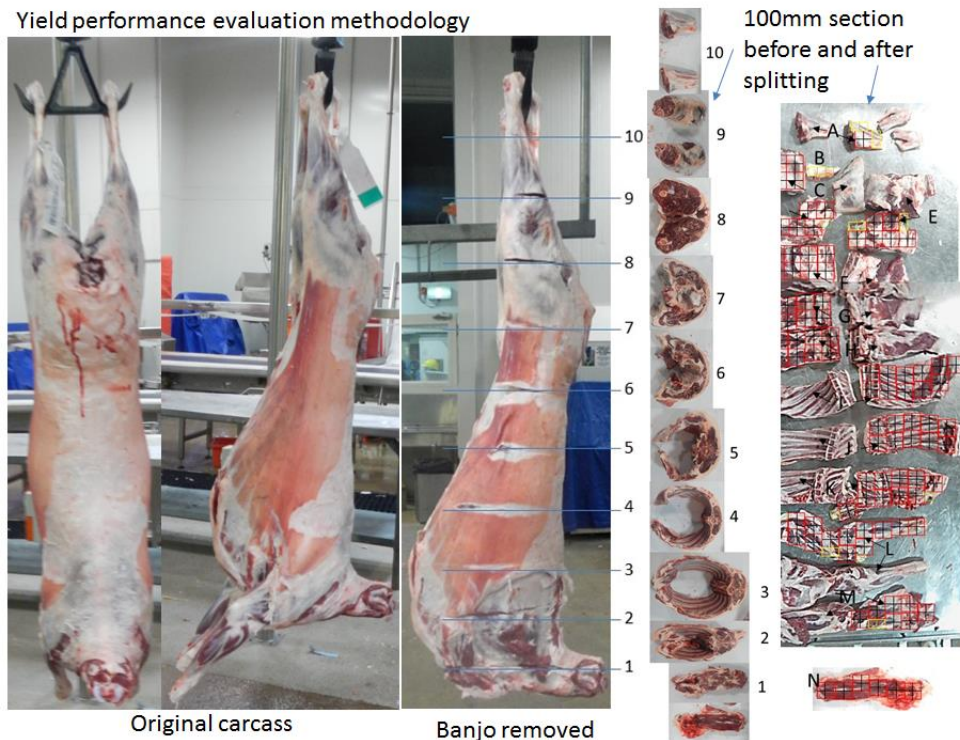 Yield performance evaluation methodology
100mm section
before and after
splitting
10
9
8
7
6
5
4
3
2
1
10
9
8
7
6
5
4
3
2
1
A
B
C
E
F
G
H
I
J
K
L
M
N
Original carcass
Banjo removed